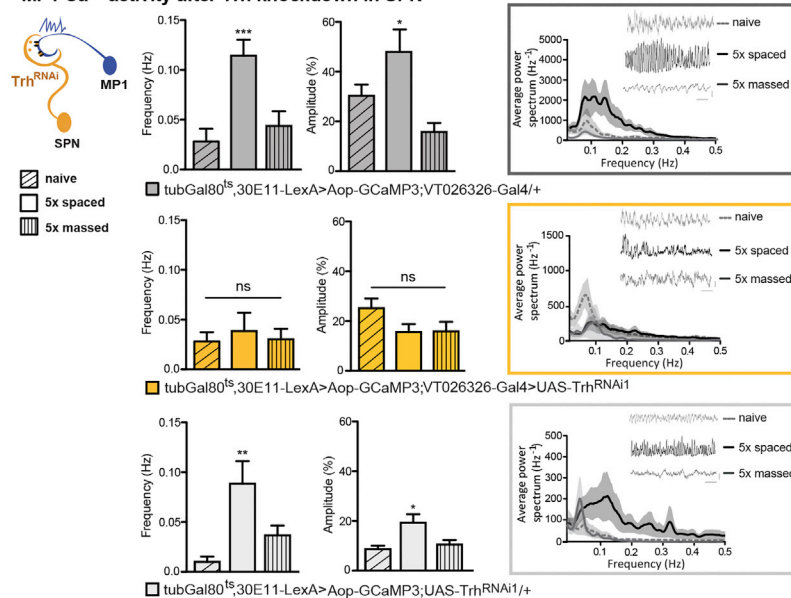 Trh^RNAi
MP1
SPN
naive
5x spaced
5x massed
Frequency (Hz)
0.15
0.10
0.05
0.0
***
Amplitude (%)
60
40
20
0
*
tubGal80^ts,30E11-LexA>Aop-GCaMP3;VT026326-Gal4/+
Average power
spectrum (Hz^-1)
5000
4000
3000
2000
1000
0
0.1 0.2 0.3 0.4 0.5
Frequency (Hz)
naive
5x spaced
5x massed
Frequency (Hz)
0.15
0.10
0.05
0.0
ns
Amplitude (%)
60
40
20
0
ns
tubGal80^ts,30E11-LexA>Aop-GCaMP3;VT026326-Gal4>UAS-Trh^RNAi1
Average power
spectrum (Hz^-1)
1500
1000
500
0
0.1 0.2 0.3 0.4 0.5
Frequency (Hz)
naive
5x spaced
5x massed
Frequency (Hz)
0.15
0.10
0.05
0.0
**
Amplitude (%)
60
40
20
0
*
tubGal80^ts,30E11-LexA>Aop-GCaMP3;UAS-Trh^RNAi1/+
Average power
spectrum (Hz^-1)
500
400
300
200
100
0
0.1 0.2 0.3 0.4 0.5
Frequency (Hz)
naive
5x spaced
5x massed